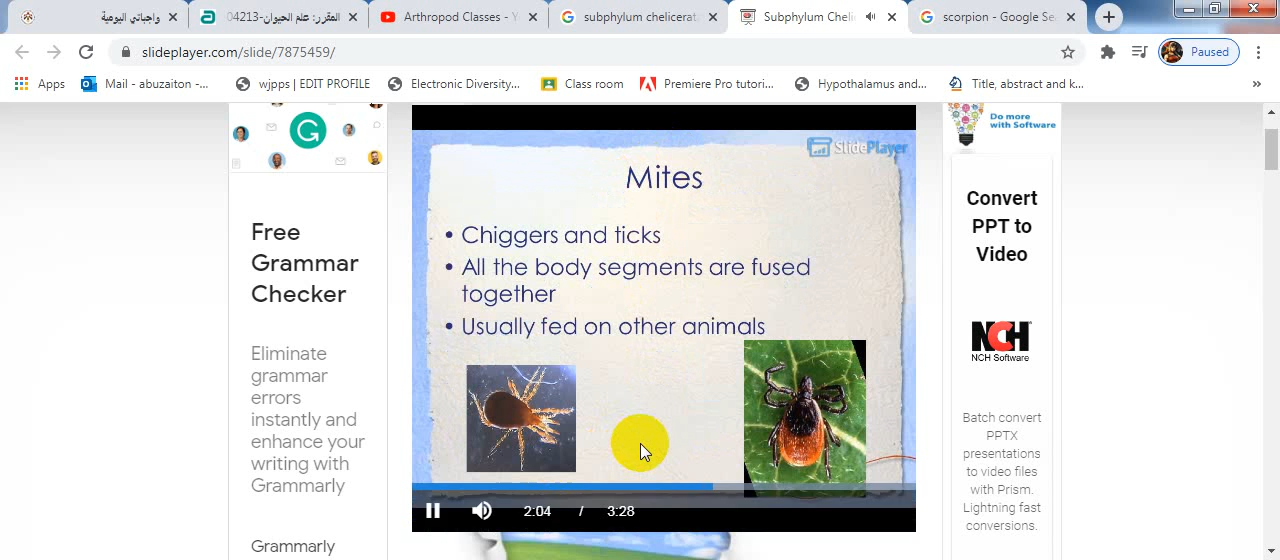 واجباتي اليومية
المقرر: علم الحيوان-04213
Arthropod Classes - Y
subphylum chelicerat
Subphylum Cheli
scorpion - Google Se
slideplayer.com/slide/7875459/
Paused
Apps
Mail - abuzaiton -...
wjpps | EDIT PROFILE
Electronic Diversity...
Class room
Premiere Pro tutori...
Hypothalamus and...
Title, abstract and k...
»
Free
Grammar
Checker
Eliminate
grammar
errors
instantly and
enhance your
writing with
Grammarly
Grammarly
SlidePlayer
Mites
• Chiggers and ticks
• All the body segments are fused
together
• Usually fed on other animals
2:04 / 3:28
Do more
with Software
Convert
PPT to
Video
NCH
NCH Software
Batch convert
PPTX
presentations
to video files
with Prism.
Lightning fast
conversions.